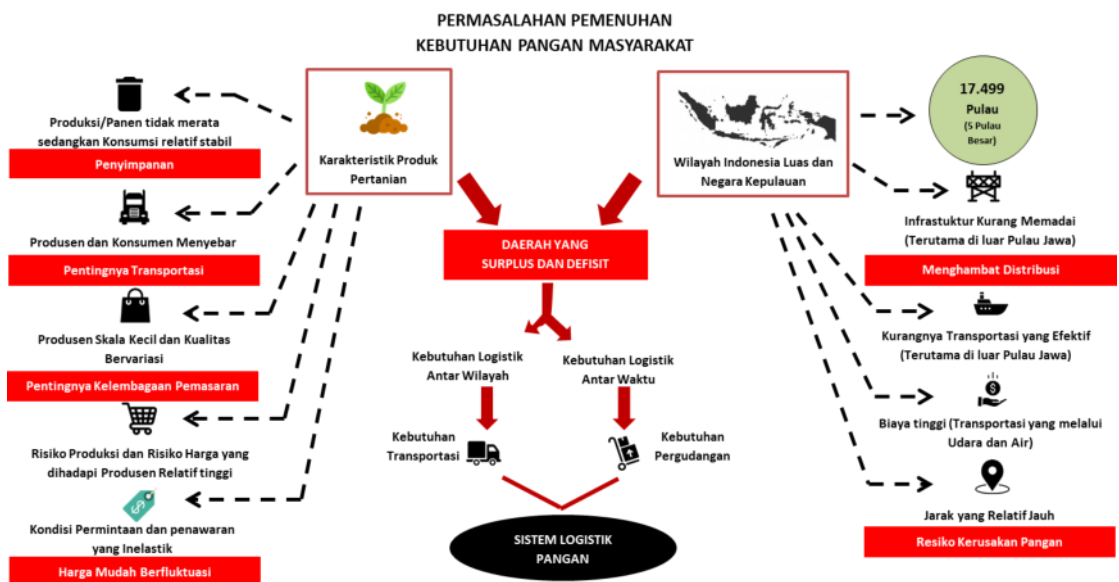 PERMASALAHAN PEMENUHAN
KEBUTUHAN PANGAN MASYARAKAT
Produksi/Panen tidak merata
sedangkan Konsumsi relatif stabil
Penyimpanan
Produsen dan Konsumen Menyebar
Pentingnya Transportasi
Produsen Skala Kecil dan Kualitas
Bervariasi
Pentingnya Kelembagaan Pemasaran
Risiko Produksi dan Risiko Harga yang
dihadapi Produsen Relatif tinggi
$
Kondisi Permintaan dan penawaran
yang Inelastik
Harga Mudah Berfluktuasi
Karakteristik Produk
Pertanian
Wilayah Indonesia Luas dan
Negara Kepulauan
DAERAH YANG
SURPLUS DAN DEFISIT
Kebutuhan Logistik
Antar Wilayah
Kebutuhan Logistik
Antar Waktu
Kebutuhan
Transportasi
Kebutuhan
Pergudangan
SISTEM LOGISTIK
PANGAN
17.499
Pulau
(5 Pulau
Besar)
Infrastuktur Kurang Memadai
(Terutama di luar Pulau Jawa)
Menghambat Distribusi
Kurangnya Transportasi yang Efektif
(Terutama di luar Pulau Jawa)
$
Biaya tinggi (Transportasi yang melalui
Udara dan Air)
Jarak yang Relatif Jauh
Resiko Kerusakan Pangan